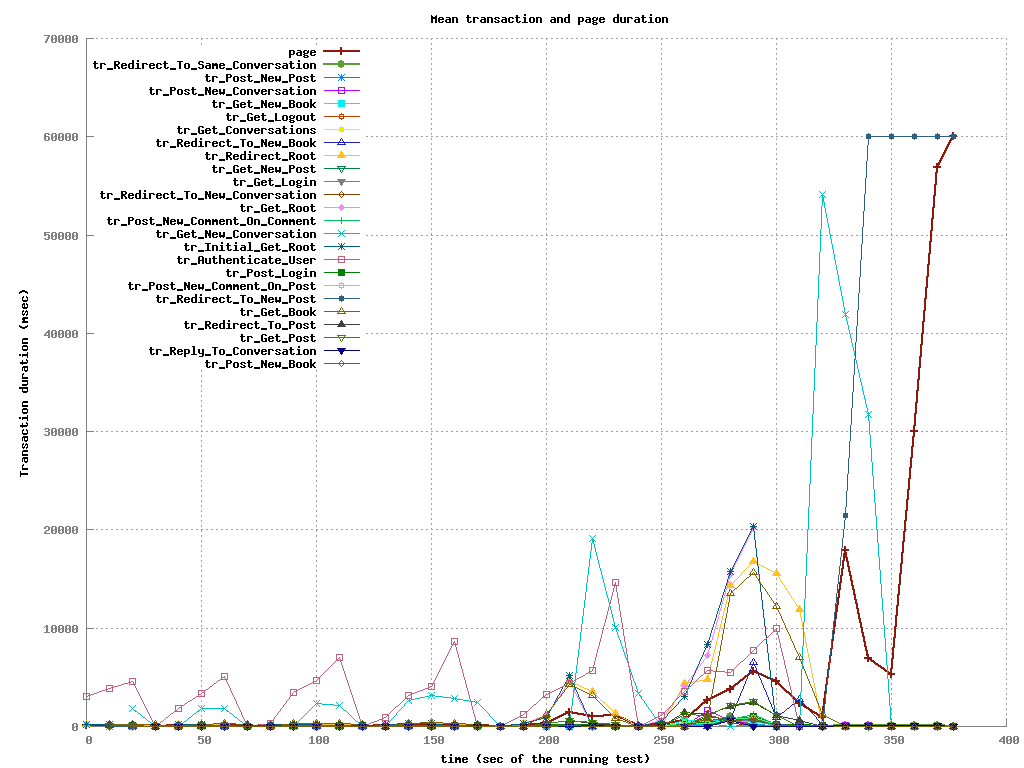 Mean transaction and page duration
70000
60000
50000
40000
30000
20000
10000
0
Transaction duration (msec)
page
tr_Redirect_To_Same_Conversation
tr_Post_New_Post
tr_Post_New_Conversation
tr_Get_New_Book
tr_Get_Logout
tr_Get_Conversations
tr_Redirect_To_New_Book
tr_Redirect_Root
tr_Get_New_Post
tr_Get_Login
tr_Redirect_To_New_Conversation
tr_Get_Root
tr_Post_New_Comment_On_Comment
tr_Get_New_Conversation
tr_Initial_Get_Root
tr_Authenticate_User
tr_Post_Login
tr_Post_New_Comment_On_Post
tr_Redirect_To_New_Post
tr_Get_Book
tr_Redirect_To_Post
tr_Get_Post
tr_Reply_To_Conversation
tr_Post_New_Book
0 50 100 150 200 250 300 350 400
time (sec of the running test)